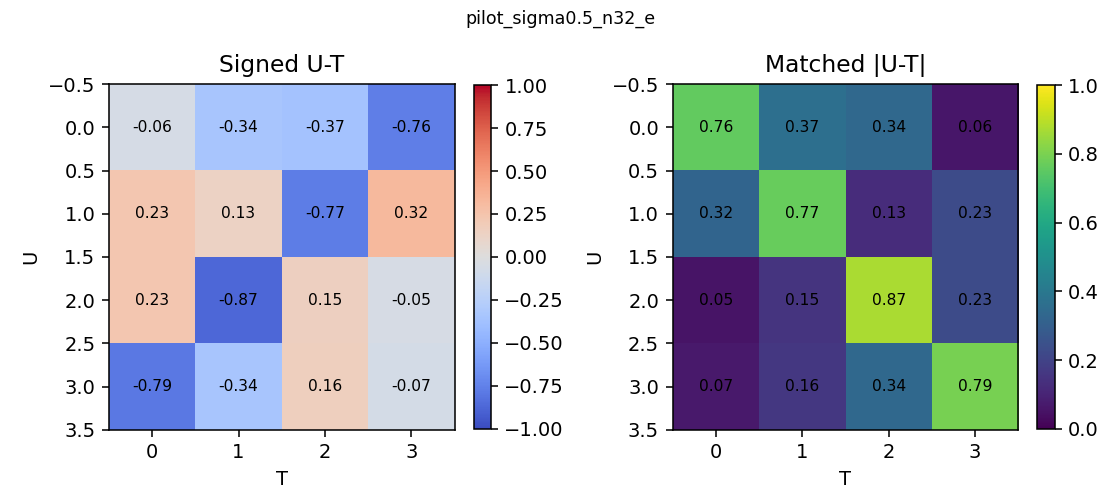 pilot_sigma0.5_n32_e
Signed U-T
−0.5
0.0
0.5
1.0
1.5
2.0
2.5
3.0
3.5
U
-0.06 -0.34 -0.37 -0.76
0.23 0.13 -0.77 0.32
0.23 -0.87 0.15 -0.05
-0.79 -0.34 0.16 -0.07
0 1 2 3
T
1.00
0.75
0.50
0.25
0.00
−0.25
−0.50
−0.75
−1.00
Matched |U-T|
−0.5
0.0
0.5
1.0
1.5
2.0
2.5
3.0
3.5
U
0.76 0.37 0.34 0.06
0.32 0.77 0.13 0.23
0.05 0.15 0.87 0.23
0.07 0.16 0.34 0.79
0 1 2 3
T
1.0
0.8
0.6
0.4
0.2
0.0